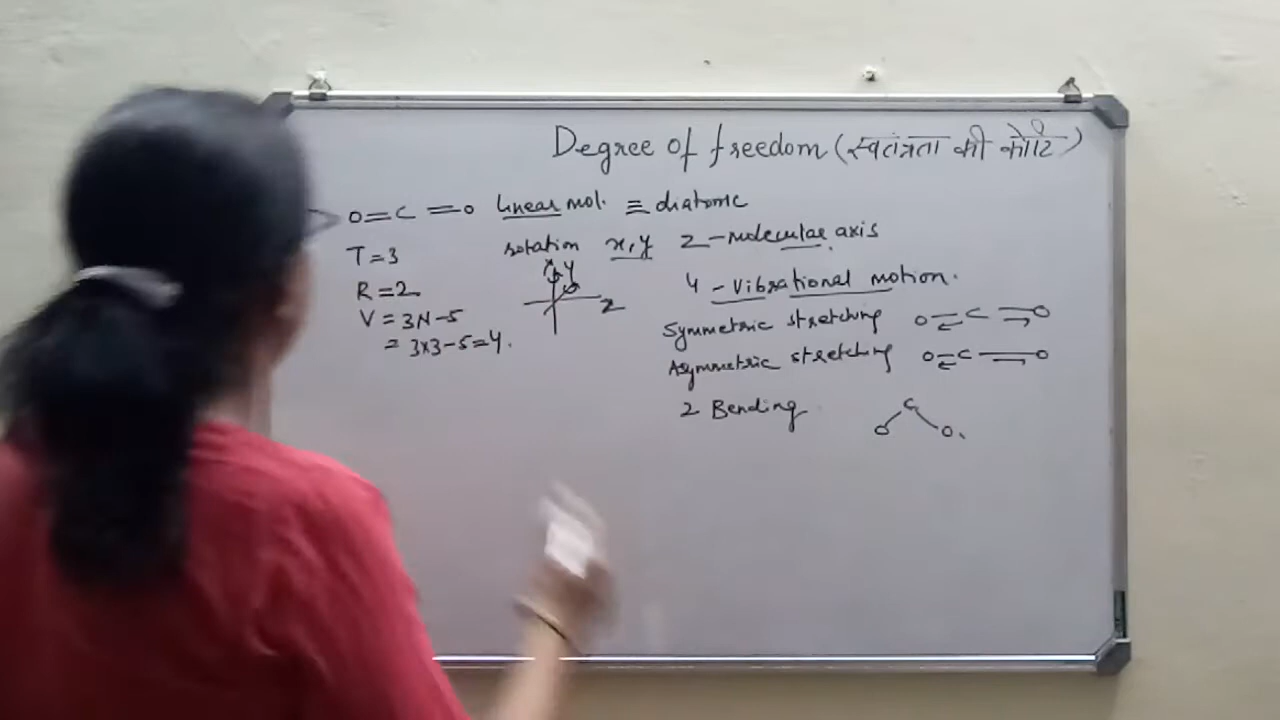 Degree of freedom (स्वतंत्रता की कोटि)
O=C=O linear mol. ≡ diatomic
T=3 rotation x,y Z-molecular axis
R=2
V=3N-5
=3x3-5=4.
Y
Z
4-vibrational motion.
Symmetric stretching O=C=O
Asymmetric stretching O=C=O
2 Bending C
O O